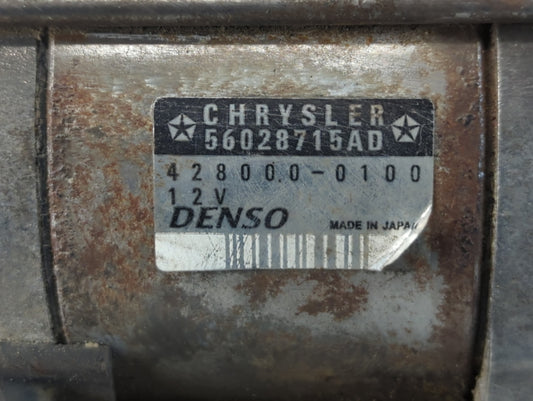 CHRYSLER
56028715AD
428000-0100
12V
DENSO
MADE IN JAPAN